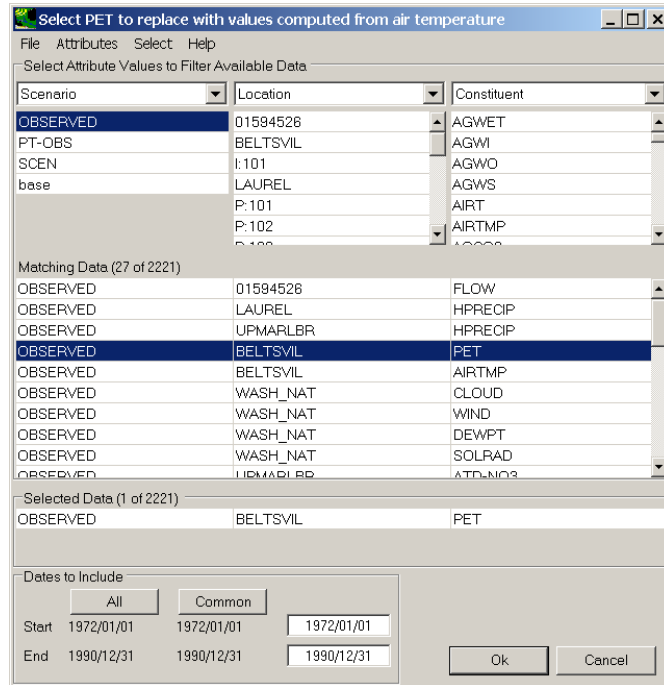 Select PET to replace with values computed from air temperature
File Attributes Select Help
Select Attribute Values to Filter Available Data
Scenario Location Constituent
OBSERVED 01594526 AGWET
PT-OBS BELTSVIL AGWI
SCEN I:101 AGWO
base LAUREL AGWS
P:101 AIRT
P:102 AIRTMP
Matching Data (27 of 2221)
OBSERVED 01594526 FLOW
OBSERVED LAUREL HPRECIP
OBSERVED UPMARLBR HPRECIP
OBSERVED BELTSVIL PET
OBSERVED BELTSVIL AIRTMP
OBSERVED WASH_NAT CLOUD
OBSERVED WASH_NAT WIND
OBSERVED WASH_NAT DEWPT
OBSERVED WASH_NAT SOLRAD
OBSERVED UPMARLBR ATD-NO3
Selected Data (1 of 2221)
OBSERVED BELTSVIL PET
Dates to Include
All Common
Start 1972/01/01 1972/01/01 1972/01/01
End 1990/12/31 1990/12/31 1990/12/31
Ok Cancel